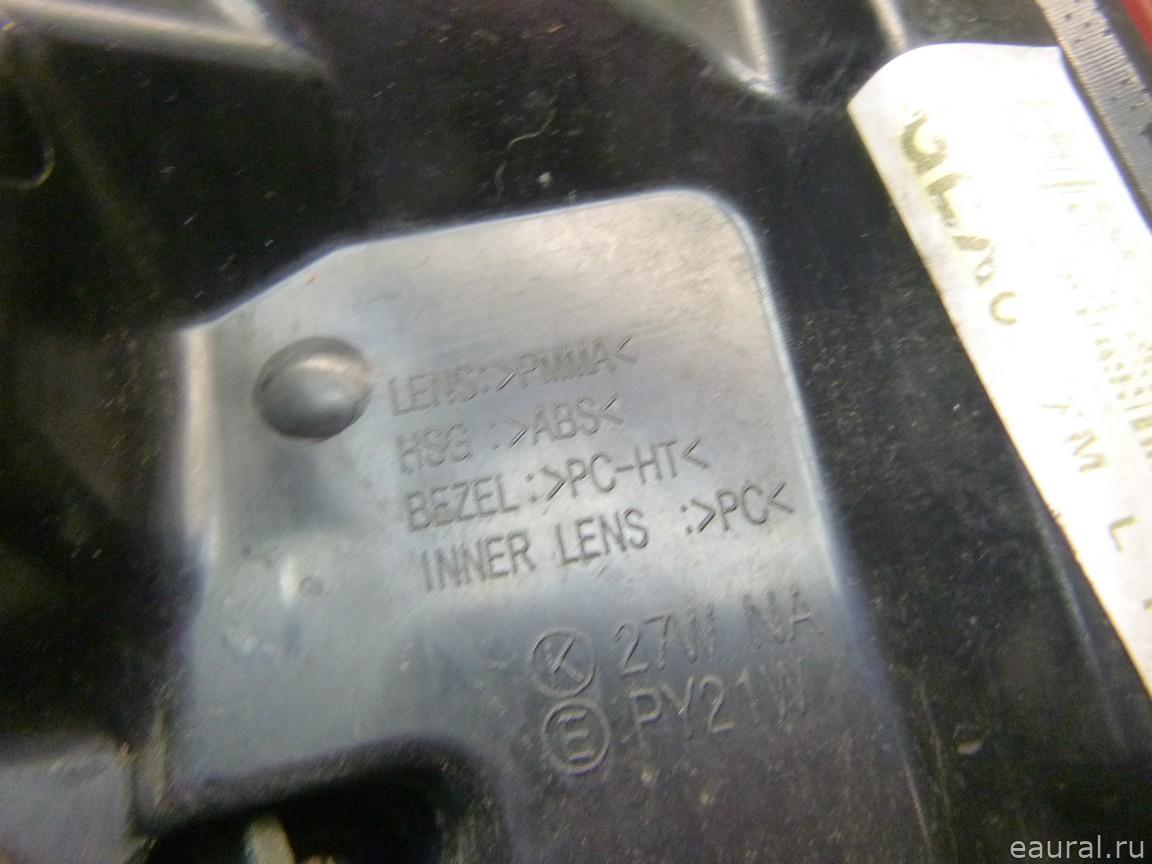 LENS:>PMMA<
HSG :>ABS<
BEZEL:>PC-HT<
INNER LENS :>PC<
K 27W NA
E PY21W
L
eaural.ru